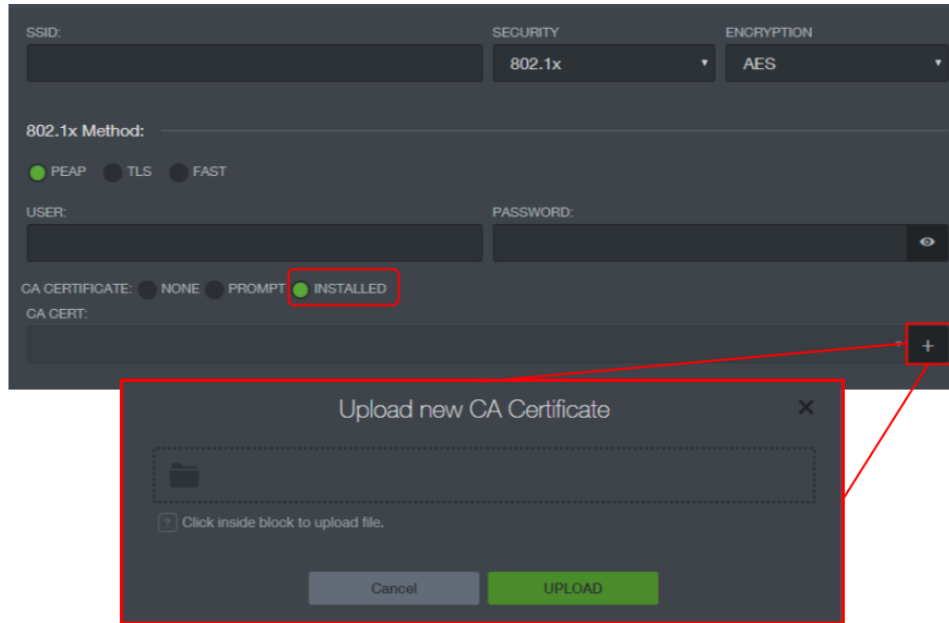 SSID: SECURITY ENCRYPTION
802.1x AES
802.1x Method:
PEAP TLS FAST
USER: PASSWORD:
CA CERTIFICATE: NONE PROMPT INSTALLED
CA CERT:
+
Upload new CA Certificate ×
? Click inside block to upload file.
Cancel UPLOAD